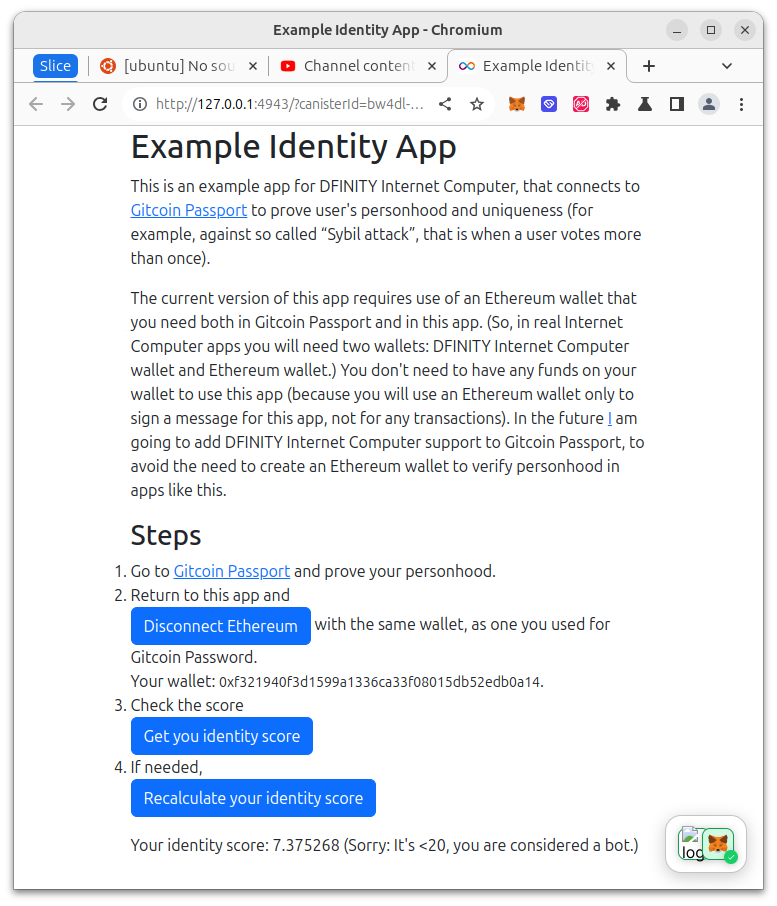 Example Identity App - Chromium
Slice
[ubuntu] No sou
Channel content
Example Identity
http://127.0.0.1:4943/?canisterId=bw4dl-...
Example Identity App
This is an example app for DFINITY Internet Computer, that connects to
Gitcoin Passport to prove user's personhood and uniqueness (for
example, against so called “Sybil attack”, that is when a user votes more
than once).
The current version of this app requires use of an Ethereum wallet that
you need both in Gitcoin Passport and in this app. (So, in real Internet
Computer apps you will need two wallets: DFINITY Internet Computer
wallet and Ethereum wallet.) You don't need to have any funds on your
wallet to use this app (because you will use an Ethereum wallet only to
sign a message for this app, not for any transactions). In the future I am
going to add DFINITY Internet Computer support to Gitcoin Passport, to
avoid the need to create an Ethereum wallet to verify personhood in
apps like this.
Steps
1. Go to Gitcoin Passport and prove your personhood.
2. Return to this app and
Disconnect Ethereum with the same wallet, as one you used for
Gitcoin Password.
Your wallet: 0xf321940f3d1599a1336ca33f08015db52edb0a14.
3. Check the score
Get you identity score
4. If needed,
Recalculate your identity score
Your identity score: 7.375268 (Sorry: It's <20, you are considered a bot.)
log